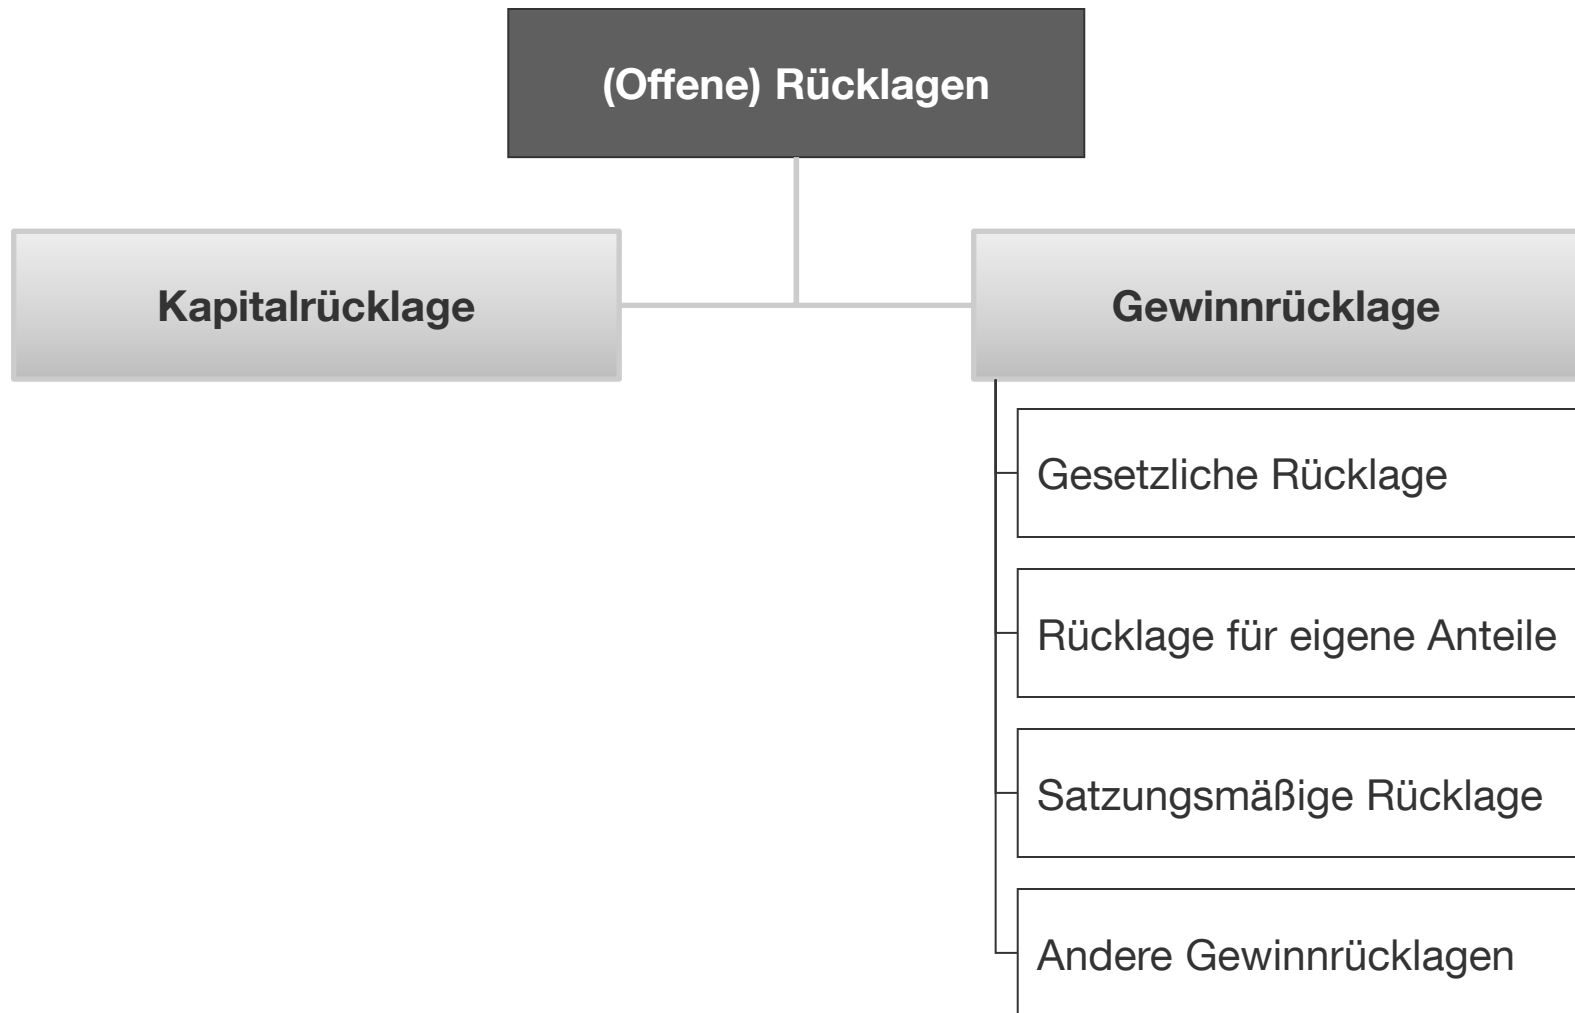 (Offene) Rücklagen
Kapitalrücklage
Gewinnrücklage
Gesetzliche Rücklage
Rücklage für eigene Anteile
Satzungsmäßige Rücklage
Andere Gewinnrücklagen